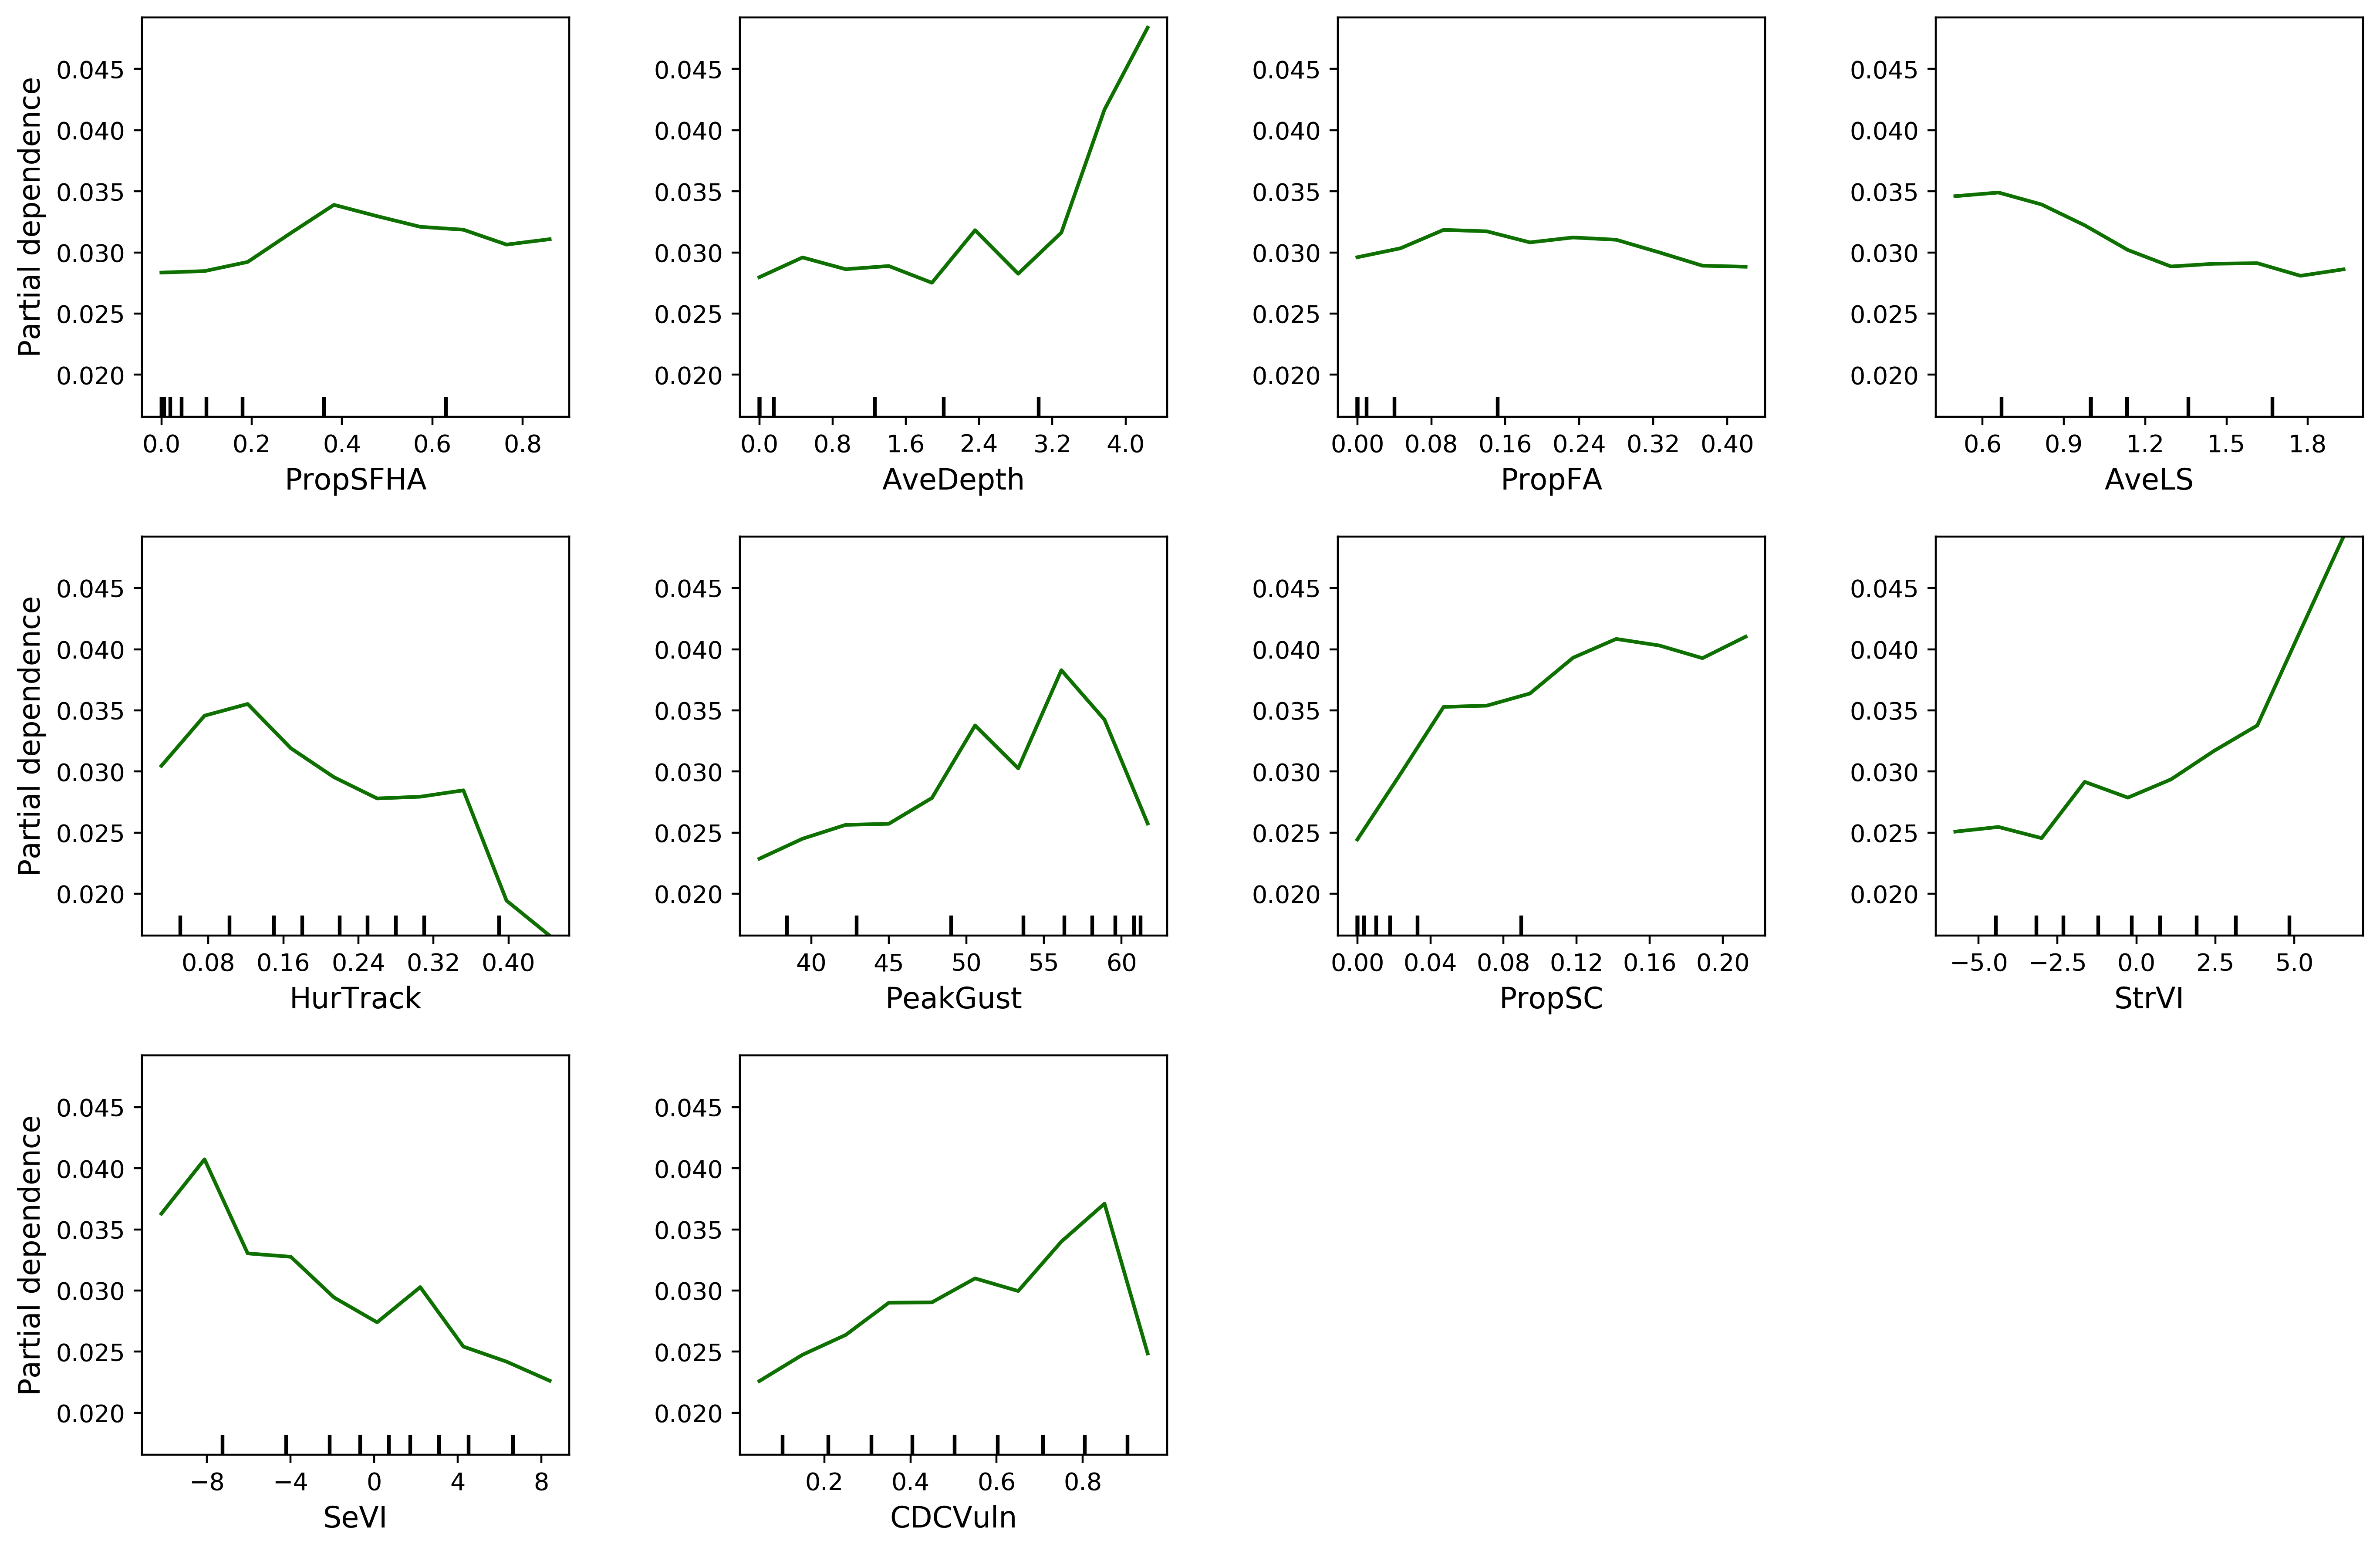 Partial dependence
0.045 0.045 0.045 0.045
0.040 0.040 0.040 0.040
0.035 0.035 0.035 0.035
0.030 0.030 0.030 0.030
0.025 0.025 0.025 0.025
0.020 0.020 0.020 0.020
0.0 0.2 0.4 0.6 0.8 0.0 0.8 1.6 2.4 3.2 4.0 0.00 0.08 0.16 0.24 0.32 0.40 0.6 0.9 1.2 1.5 1.8
PropSFHA AveDepth PropFA AveLS
Partial dependence
0.045 0.045 0.045 0.045
0.040 0.040 0.040 0.040
0.035 0.035 0.035 0.035
0.030 0.030 0.030 0.030
0.025 0.025 0.025 0.025
0.020 0.020 0.020 0.020
0.08 0.16 0.24 0.32 0.40 40 45 50 55 60 0.00 0.04 0.08 0.12 0.16 0.20 −5.0 −2.5 0.0 2.5 5.0
HurTrack PeakGust PropSC StrVI
Partial dependence
0.045 0.045
0.040 0.040
0.035 0.035
0.030 0.030
0.025 0.025
0.020 0.020
−8 −4 0 4 8 0.2 0.4 0.6 0.8
SeVI CDCVuln